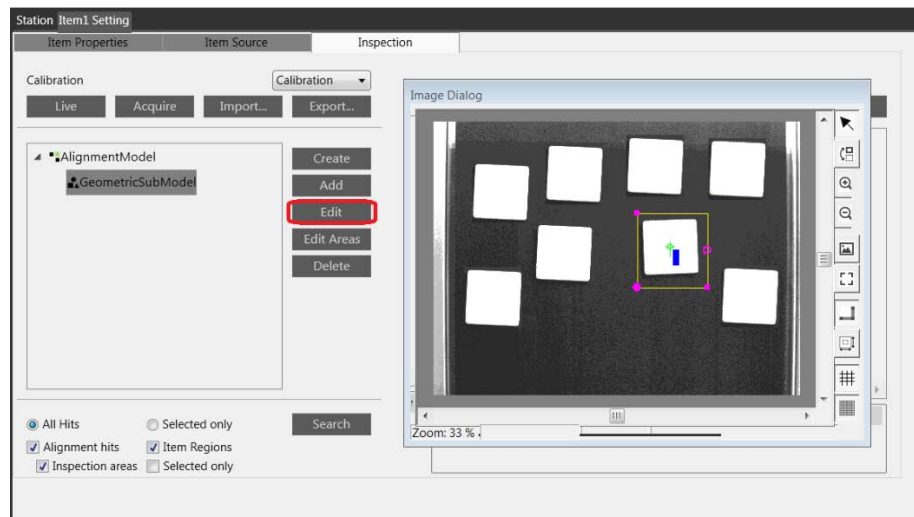 Station Item1 Setting
Item Properties Item Source Inspection
Calibration Calibration
Live Acquire Import... Export...
Image Dialog
AlignmentModel
GeometricSubModel
Create
Add
Edit
Edit Areas
Delete
All Hits Selected only Search
Alignment hits Item Regions
Inspection areas Selected only
Zoom: 33 %